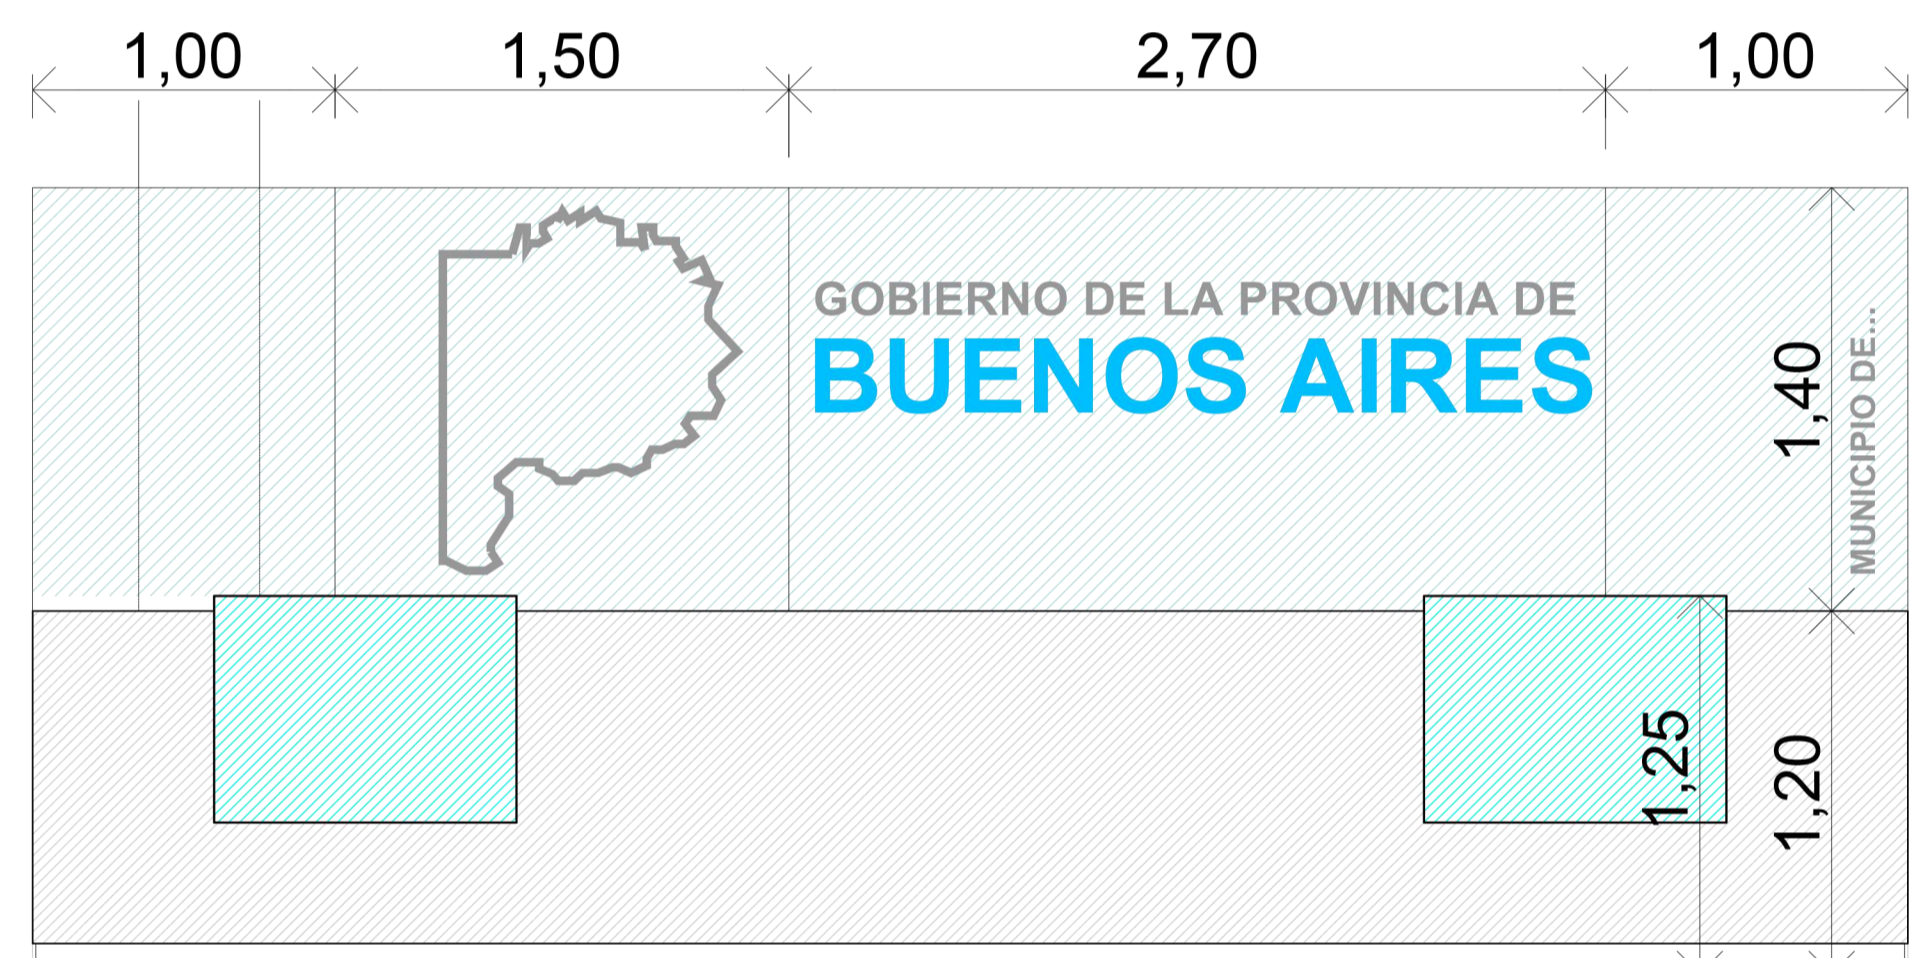 1,00 1,50 2,70 1,00
GOBIERNO DE LA PROVINCIA DE
BUENOS AIRES
1,40
MUNICIPIO DE...
1,25
1,20